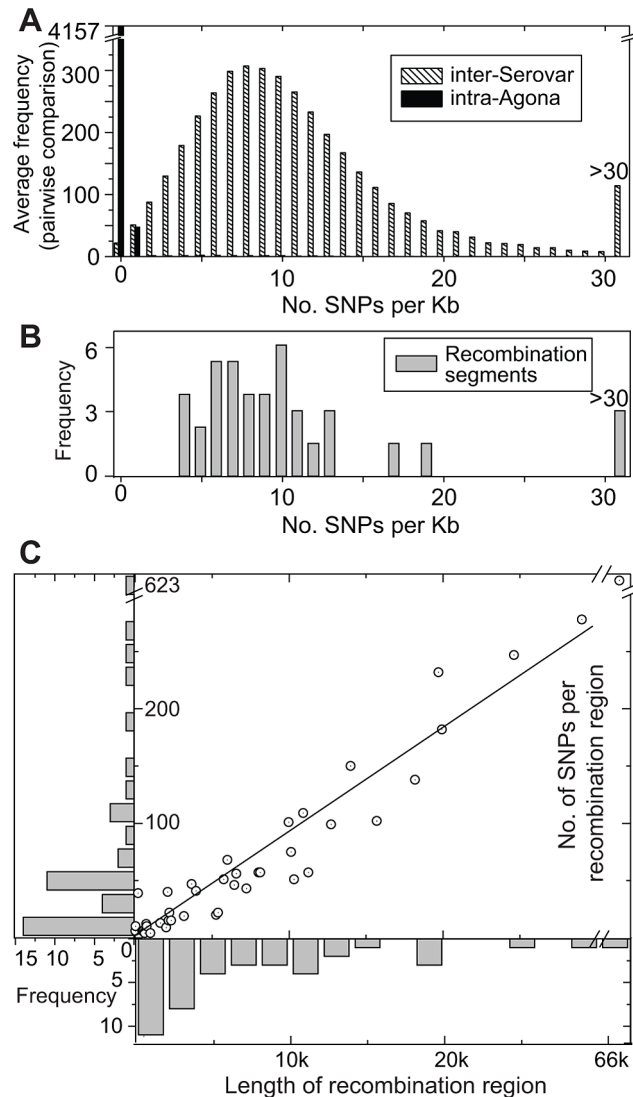 A
4157
300
200
100
0
Average frequency
(pairwise comparison)
inter-Serovar
intra-Agona
>30
0 10 20 30
No. SNPs per Kb
B
6
3
0
Frequency
Recombination
segments
>30
0 10 20 30
No. SNPs per Kb
C
623
200
100
No. of SNPs per
recombination region
15 10 5 0
Frequency
5
10
10k 20k 66k
Length of recombination region